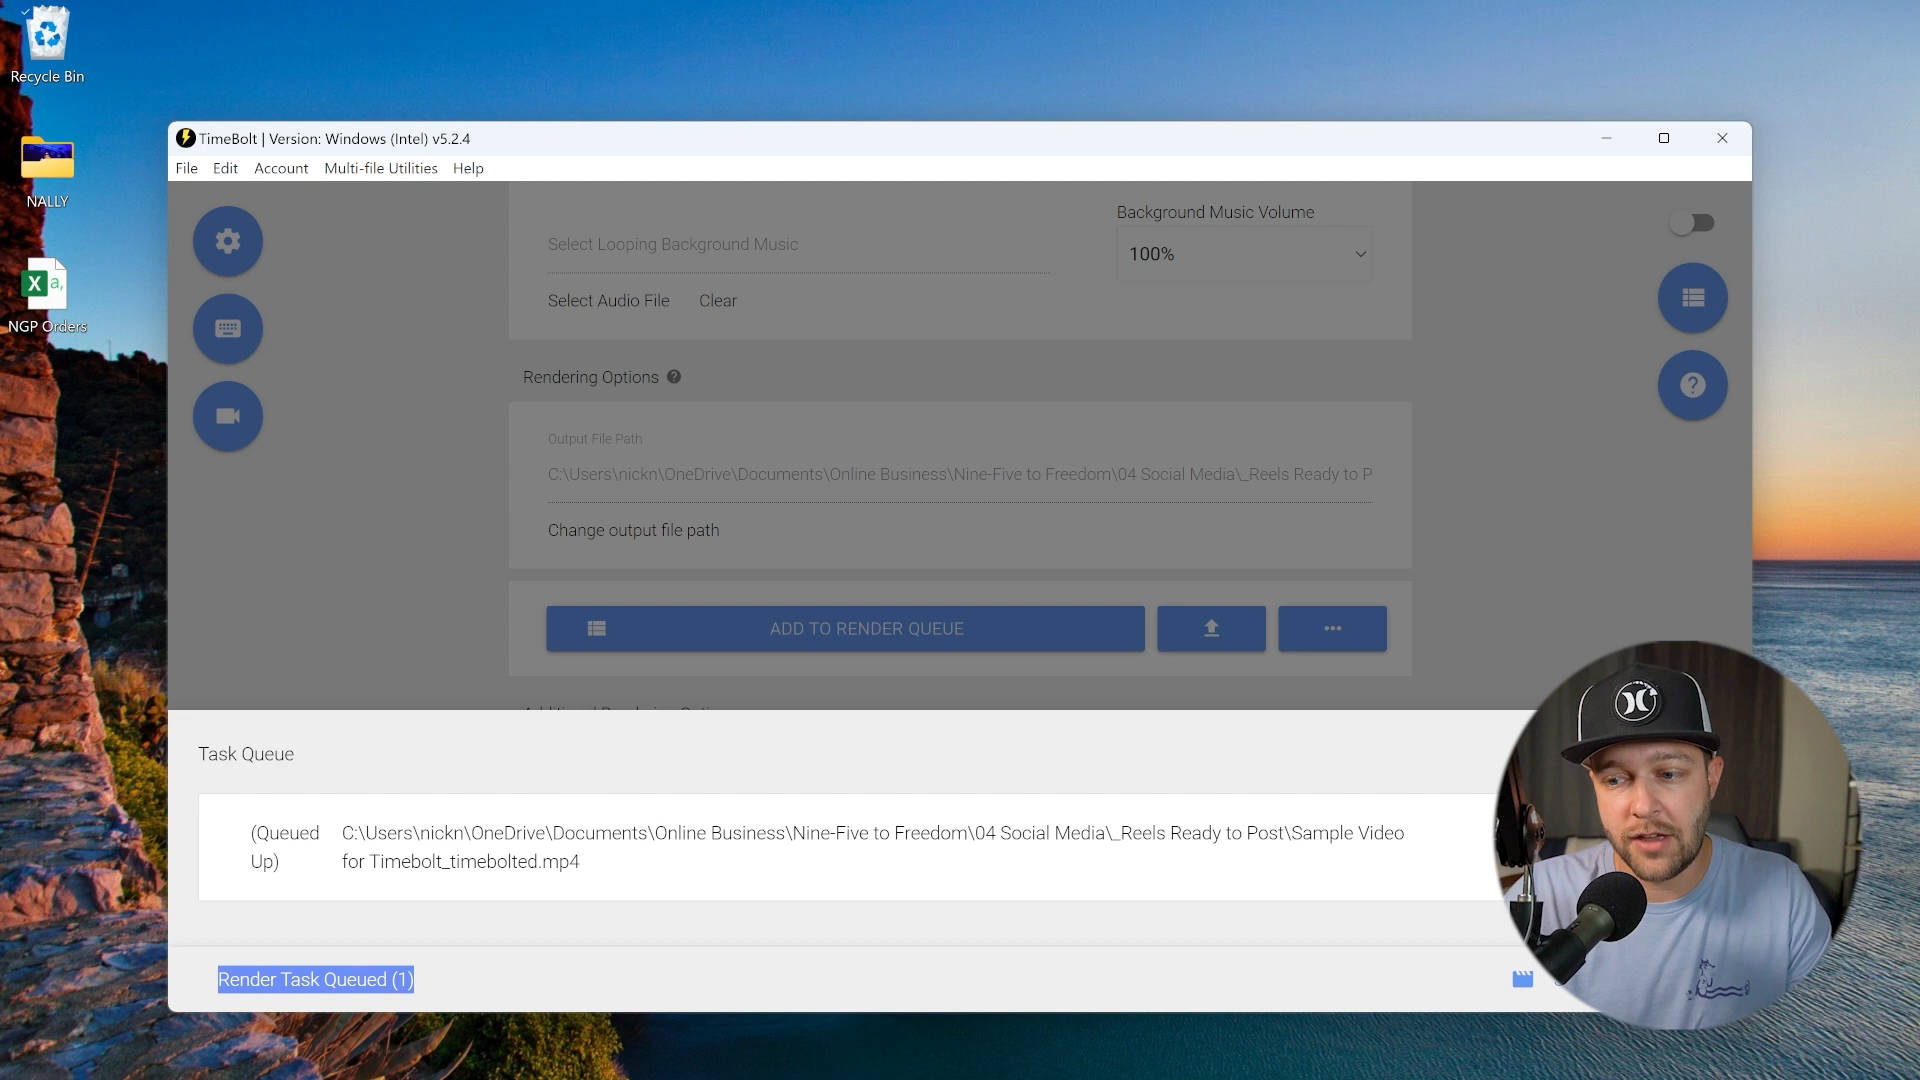 Recycle Bin
NALLY
NGP Orders
TimeBolt | Version: Windows (Intel) v5.2.4
File Edit Account Multi-file Utilities Help
Background Music Volume
Select Looping Background Music
100%
Select Audio File Clear
Rendering Options
Output File Path
C:\Users\nickn\OneDrive\Documents\Online Business\Nine-Five to Freedom\04 Social Media\_Reels Ready to P
Change output file path
ADD TO RENDER QUEUE
Additional Rendering Options
Task Queue
(Queued Up)
C:\Users\nickn\OneDrive\Documents\Online Business\Nine-Five to Freedom\04 Social Media\_Reels Ready to Post\Sample Video
for Timebolt_timebolted.mp4
Render Task Queued (1)